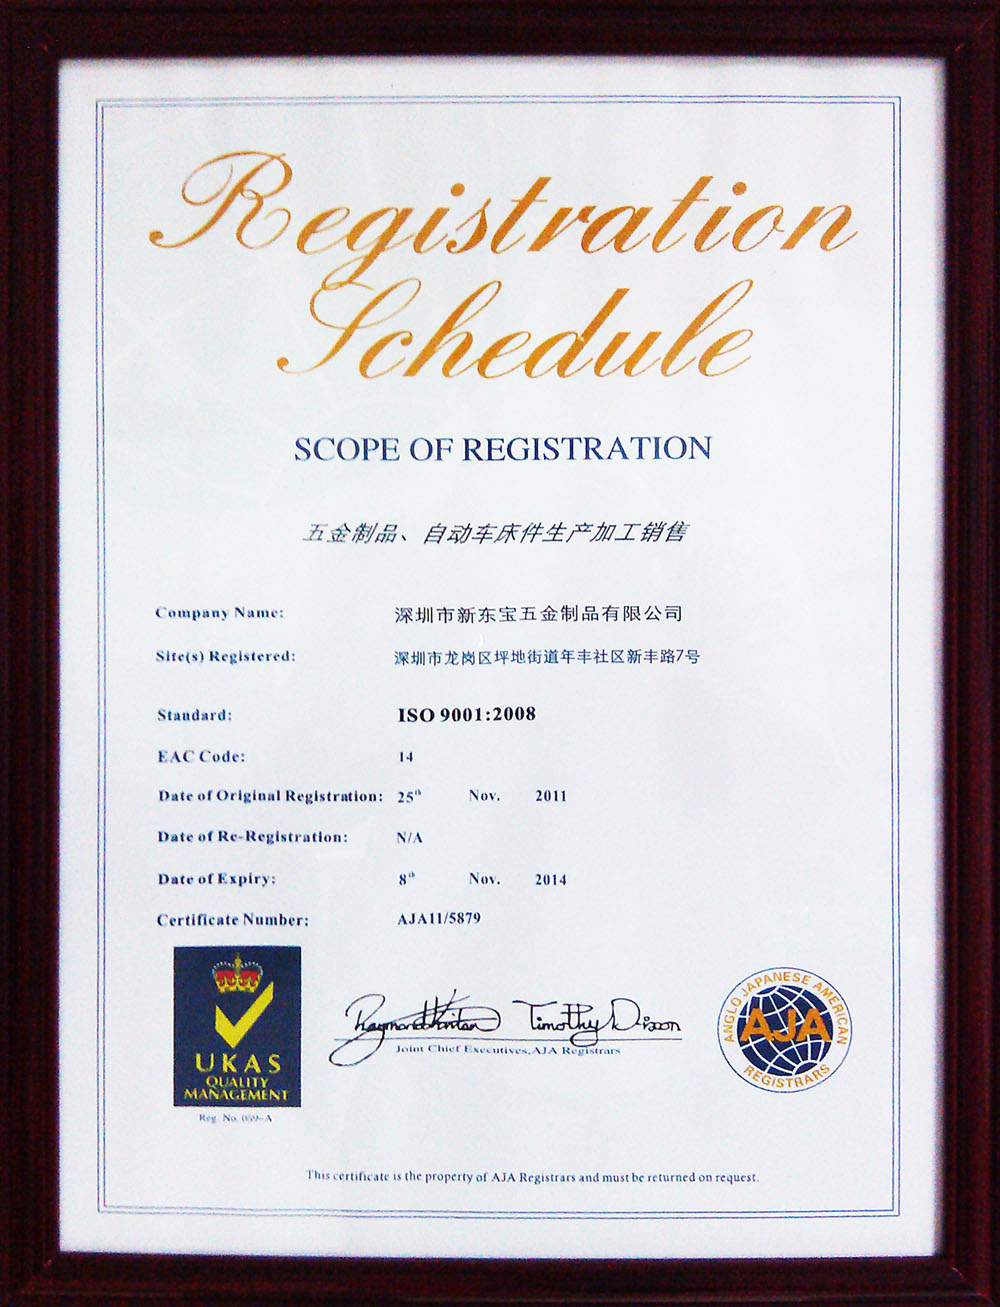 Registration
Schedule
SCOPE OF REGISTRATION
五金制品、自动车床件生产加工销售
Company Name: 深圳市新东宝五金制品有限公司
Site(s) Registered: 深圳市龙岗区坪地街道年丰社区新丰路7号
Standard: ISO 9001:2008
EAC Code: 14
Date of Original Registration: 25th Nov. 2011
Date of Re-Registration: N/A
Date of Expiry: 8th Nov. 2014
Certificate Number: AJA11/5879
UKAS
QUALITY
MANAGEMENT
Reg. No. 059-A
Timothy Dixon
Joint Chief Executives, AJA Registrars
ANGLO JAPANESE AMERICAN
AJA
REGISTRARS
This certificate is the property of AJA Registrars and must be returned on request.